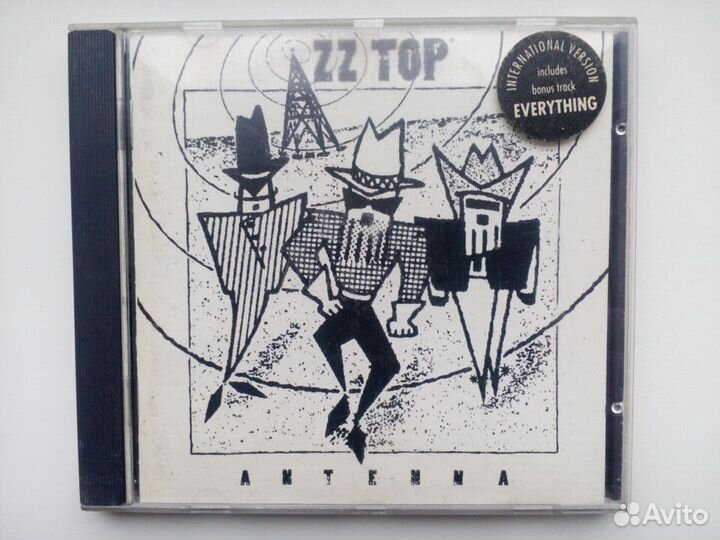 ZZ TOP®
INTERNATIONAL VERSION
includes
bonus track
EVERYTHING
ANTENNA
Avito